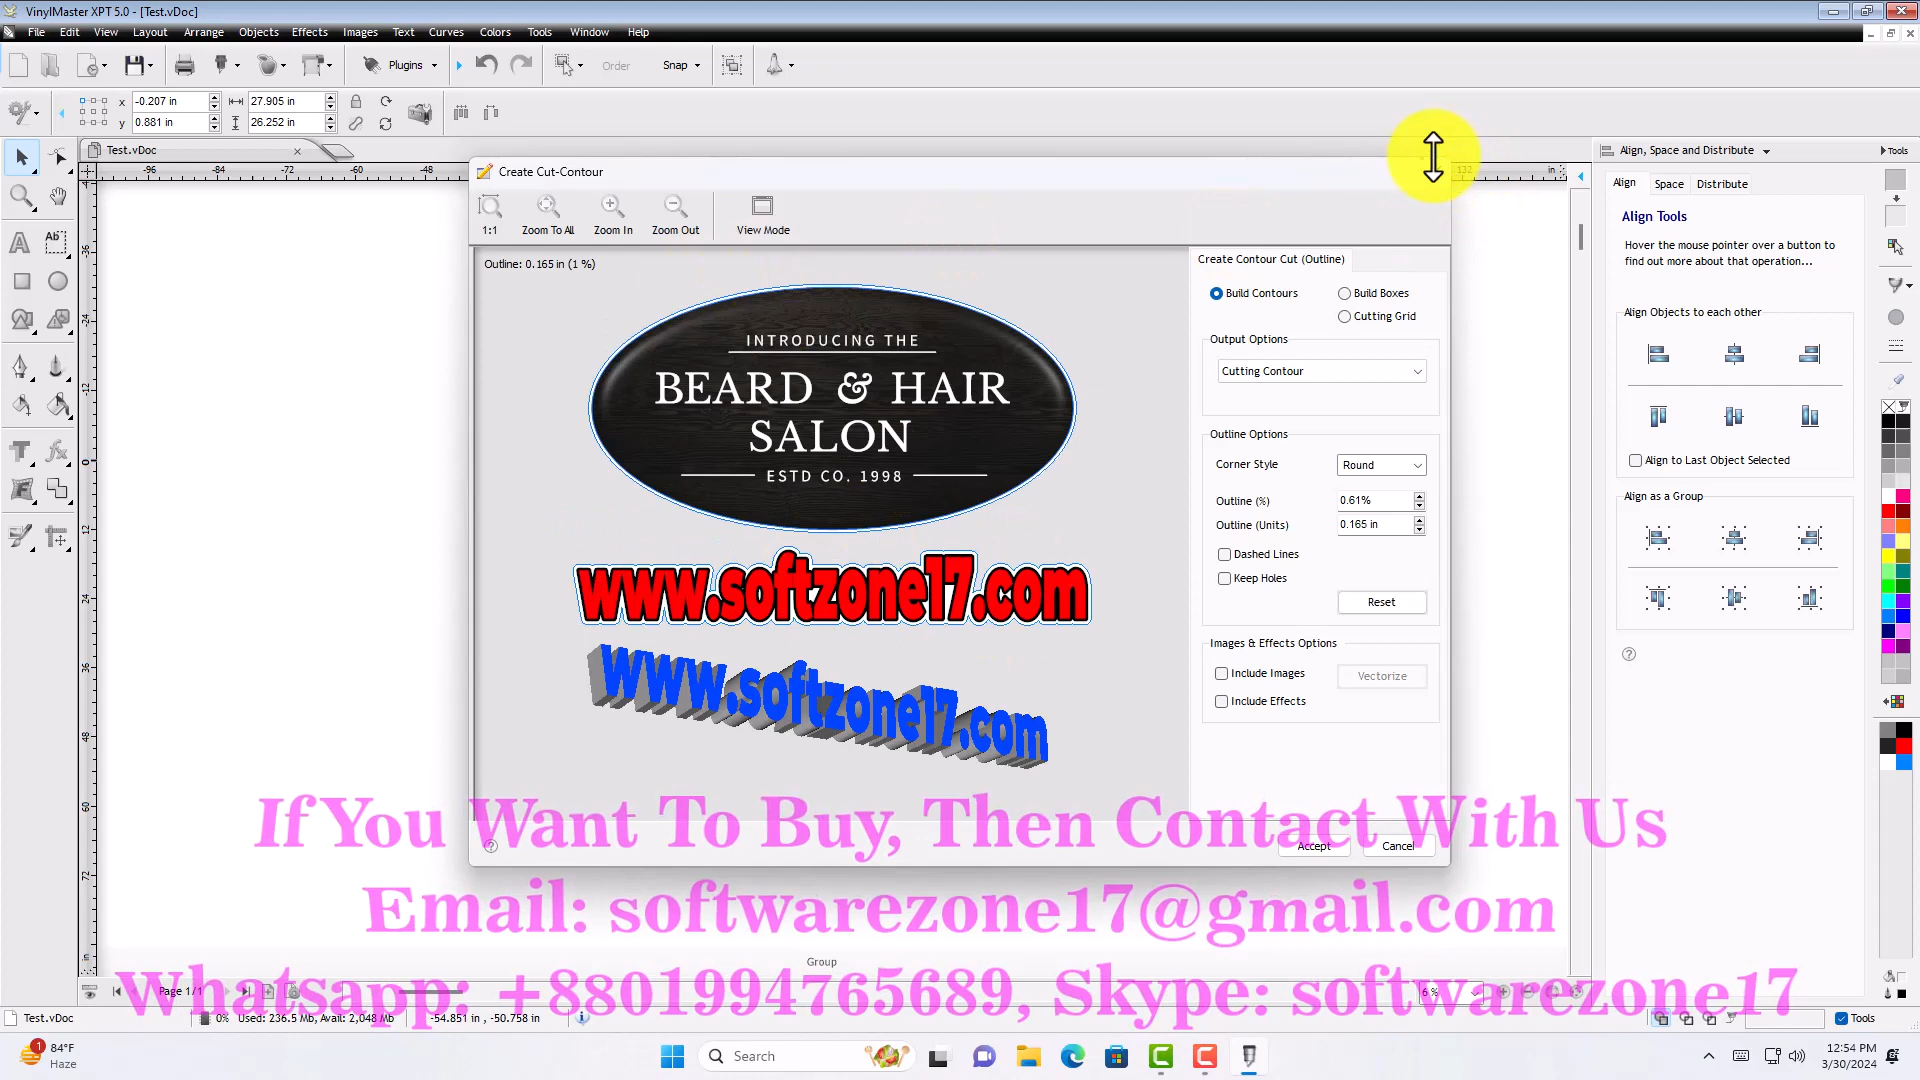 VinylMaster XPT 5.0 - [Test.vDoc]
File Edit View Layout Arrange Objects Effects Images Text Curves Colors Tools Window Help
Plugins Order Snap
x -0.207 in 27.905 in
y 0.881 in 26.252 in
Test.vDoc
-96 -72 -48 132 in
Create Cut-Contour
1:1 Zoom To All Zoom In Zoom Out View Mode
Outline: 0.165 in (1 %)
INTRODUCING THE
BEARD & HAIR
SALON
ESTD CO. 1998
www.softzone17.com
www.softzone17.com
Create Contour Cut (Outline)
Build Contours Build Boxes
Cutting Grid
Output Options
Cutting Contour
Outline Options
Corner Style Round
Outline (%) 0.61%
Outline (Units) 0.165 in
Dashed Lines
Keep Holes
Reset
Images & Effects Options
Include Images Vectorize
Include Effects
Accept Cancel
Align, Space and Distribute Tools
Align Space Distribute
Align Tools
Hover the mouse pointer over a button to
find out more about that operation...
Align Objects to each other
Align to Last Object Selected
Align as a Group
If You Want To Buy, Then Contact With Us
Email: softwarezone17@gmail.com
Whatsapp: +8801994765689, Skype: softwarezone17
Group
Page 1/1 6 %
Test.vDoc 0% Used: 236.5 Mb, Avail: 2,048 Mb -54.851 in , -50.758 in Tools
1 84°F
Haze
Search
12:54 PM
3/30/2024